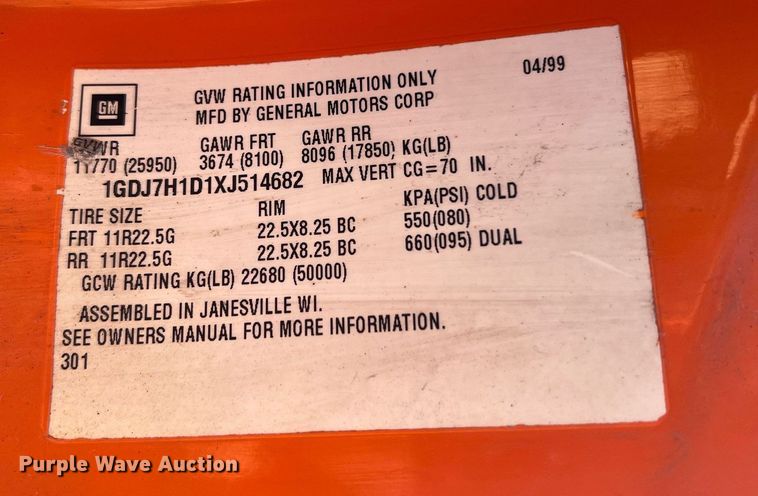 GM
GVW RATING INFORMATION ONLY 04/99
MFD BY GENERAL MOTORS CORP
GVWR GAWR FRT GAWR RR
11770 (25950) 3674 (8100) 8096 (17850) KG(LB)
1GDJ7H1D1XJ514682 MAX VERT CG=70 IN.
TIRE SIZE RIM KPA(PSI) COLD
FRT 11R22.5G 22.5X8.25 BC 550(080)
RR 11R22.5G 22.5X8.25 BC 660(095) DUAL
GCW RATING KG(LB) 22680 (50000)
ASSEMBLED IN JANESVILLE WI.
SEE OWNERS MANUAL FOR MORE INFORMATION.
301
Purple Wave Auction